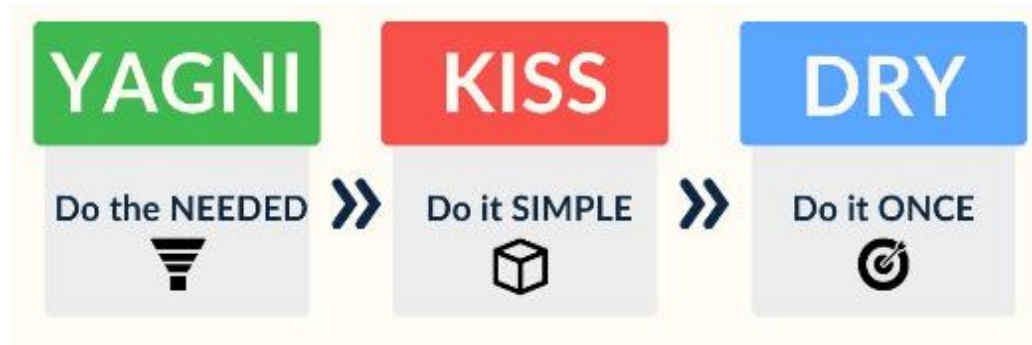 YAGNI
KISS
DRY
Do the NEEDED
Do it SIMPLE
Do it ONCE